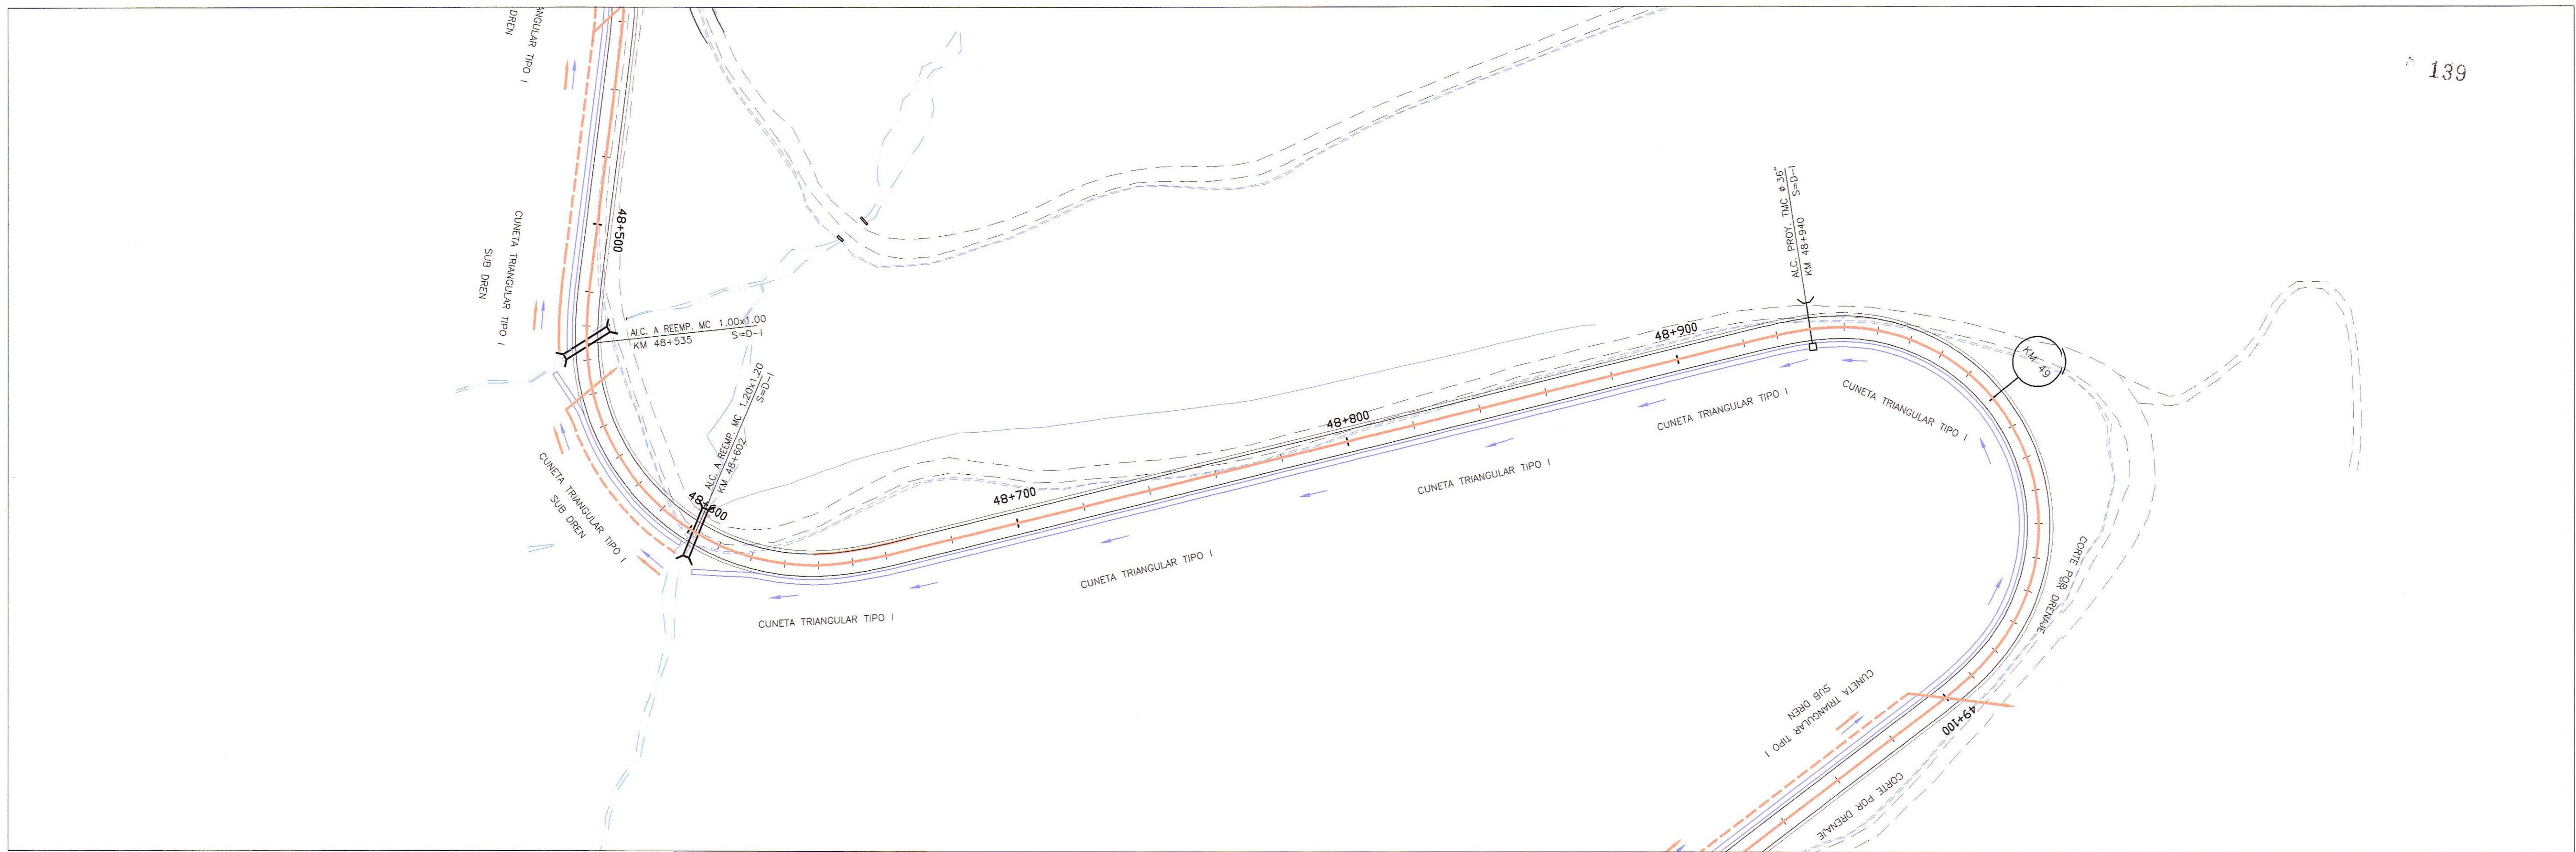 139
ANGULAR TIPO I
DREN
48+500
CUNETA TRIANGULAR TIPO I
SUB DREN
ALC. A REEMP. MC 1.00x1.00
KM 48+535 S=D-I
ALC. A REEMP. MC 1.20x1.20
KM 48+602 S=D-I
48+600
CUNETA TRIANGULAR TIPO I
SUB DREN
CUNETA TRIANGULAR TIPO I
48+700
CUNETA TRIANGULAR TIPO I
48+800
CUNETA TRIANGULAR TIPO I
48+900
CUNETA TRIANGULAR TIPO I
ALC. PROY. TMC ø 36"
KM 48+940 S=D-I
CUNETA TRIANGULAR TIPO I
KM 49
CORTE POR DRENAJE
CUNETA TRIANGULAR TIPO I
SUB DREN
49+100
CORTE POR DRENAJE